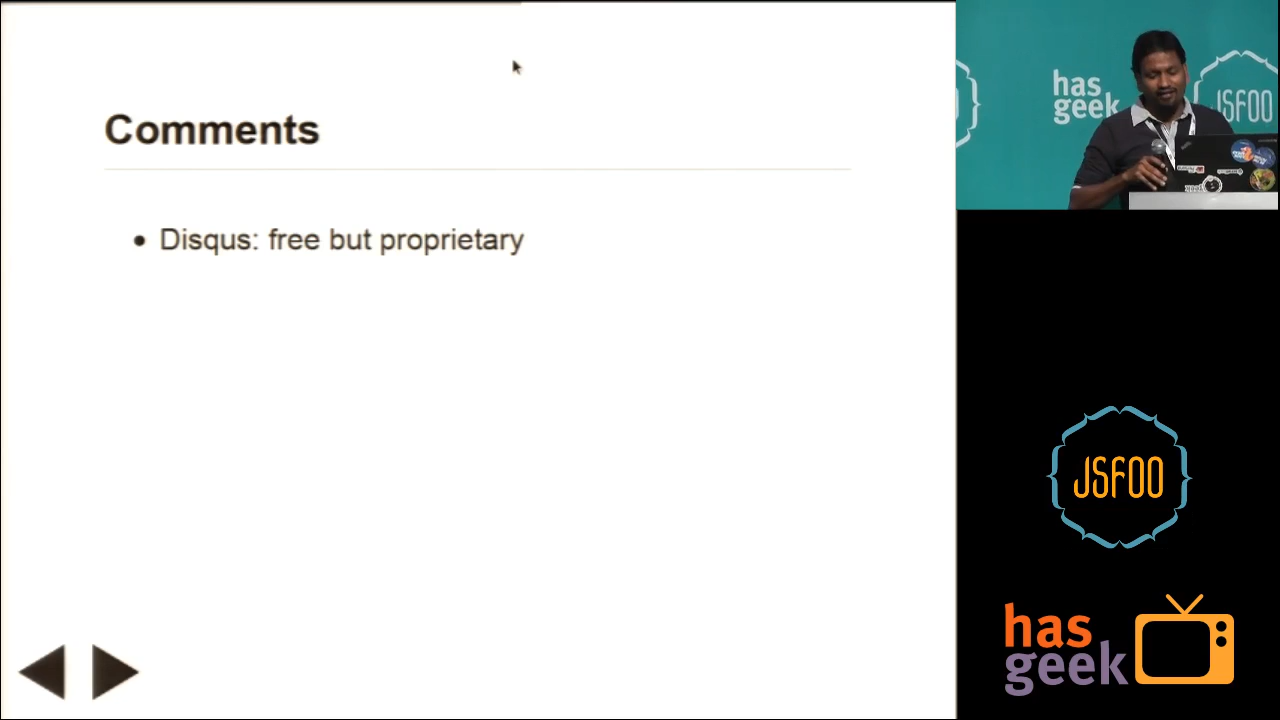 Comments
Disqus: free but proprietary
has
geek
JSFOO
JSFOO
has
geek